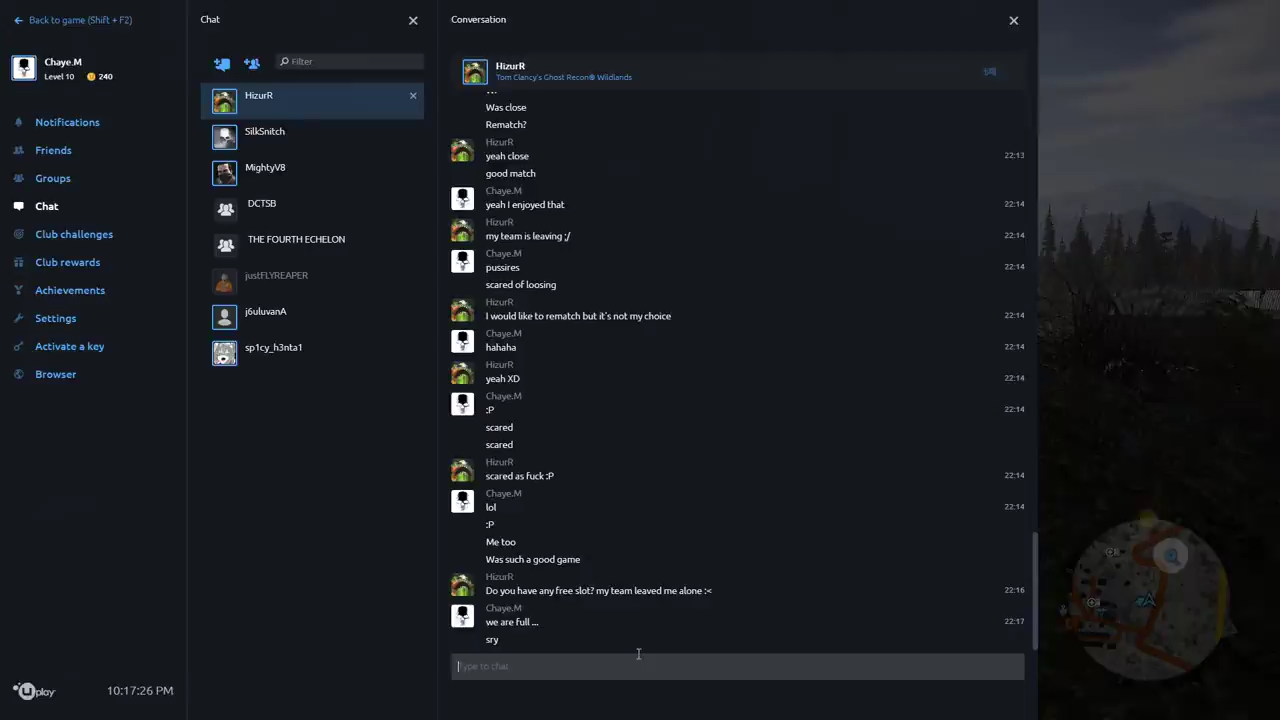 Back to game (Shift + F2)
Chaye.M
Level 10
240
Notifications
Friends
Groups
Chat
Club challenges
Club rewards
Achievements
Settings
Activate a key
Browser
uplay
10:17:26 PM
Chat
Filter
HizurR
SilkSnitch
MightyV8
DCTSB
THE FOURTH ECHELON
justFLYREAPER
j6uluvanA
sp1cy_h3nta1
Conversation
HizurR
Tom Clancy's Ghost Recon® Wildlands
Was close
Rematch?
HizurR
yeah close 22:13
good match
Chaye.M
yeah I enjoyed that 22:14
HizurR
my team is leaving ;/ 22:14
Chaye.M
pussires 22:14
scared of loosing
HizurR
I would like to rematch but it's not my choice 22:14
Chaye.M
hahaha 22:14
HizurR
yeah XD 22:14
Chaye.M
:P 22:14
scared
scared
HizurR
scared as fuck :P 22:14
Chaye.M
lol 22:14
:P
Me too
Was such a good game
HizurR
Do you have any free slot? my team leaved me alone :< 22:16
Chaye.M
we are full ... 22:17
sry
Type to chat